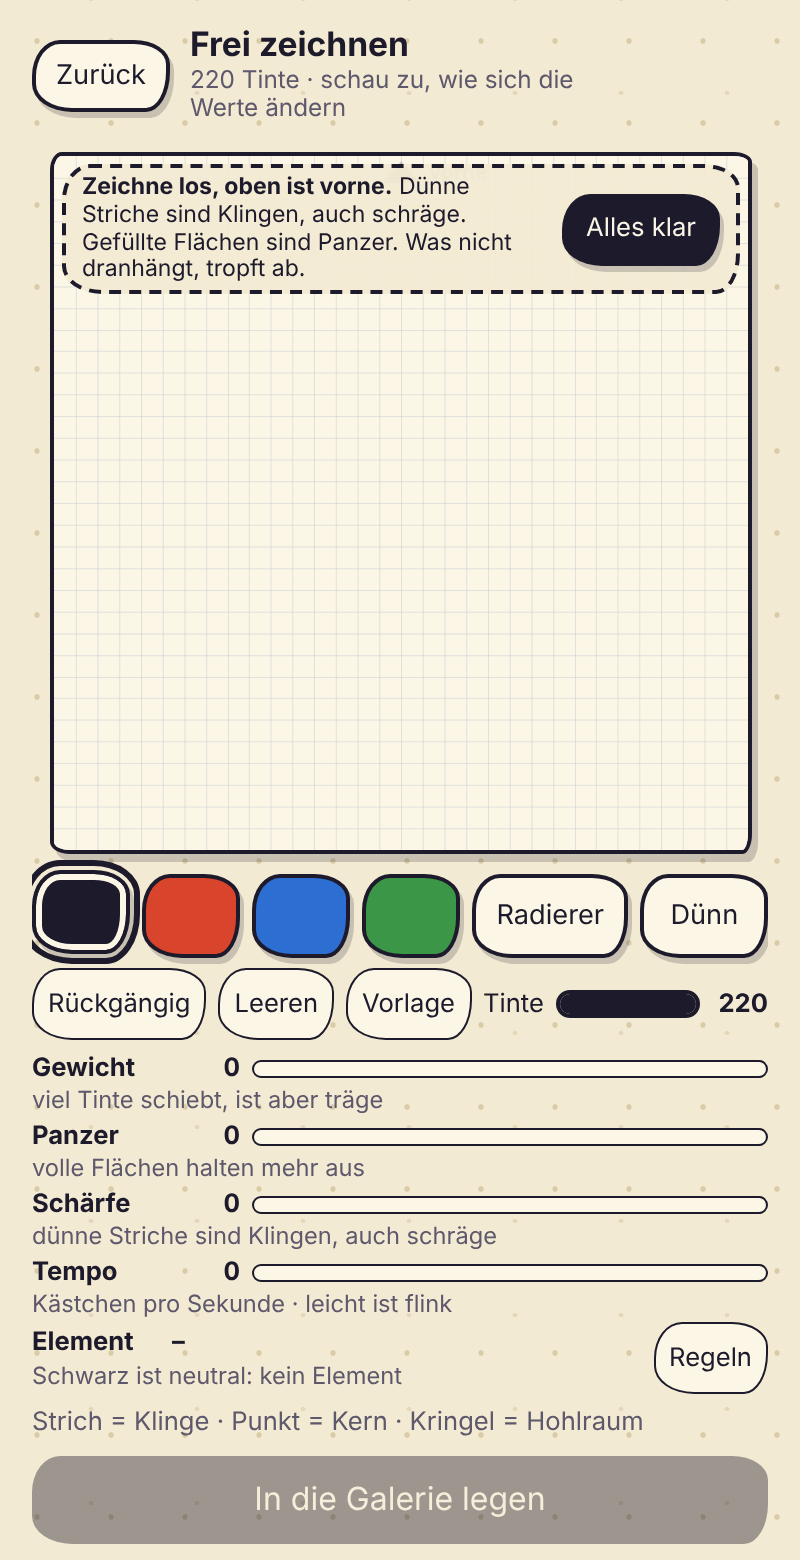 Zurück
Frei zeichnen
220 Tinte · schau zu, wie sich die
Werte ändern
Zeichne los, oben ist vorne. Dünne
Striche sind Klingen, auch schräge.
Gefüllte Flächen sind Panzer. Was nicht
dranhängt, tropft ab.
Alles klar
Radierer
Dünn
Rückgängig
Leeren
Vorlage
Tinte
220
Gewicht 0
viel Tinte schiebt, ist aber träge
Panzer 0
volle Flächen halten mehr aus
Schärfe 0
dünne Striche sind Klingen, auch schräge
Tempo 0
Kästchen pro Sekunde · leicht ist flink
Element –
Schwarz ist neutral: kein Element
Regeln
Strich = Klinge · Punkt = Kern · Kringel = Hohlraum
In die Galerie legen